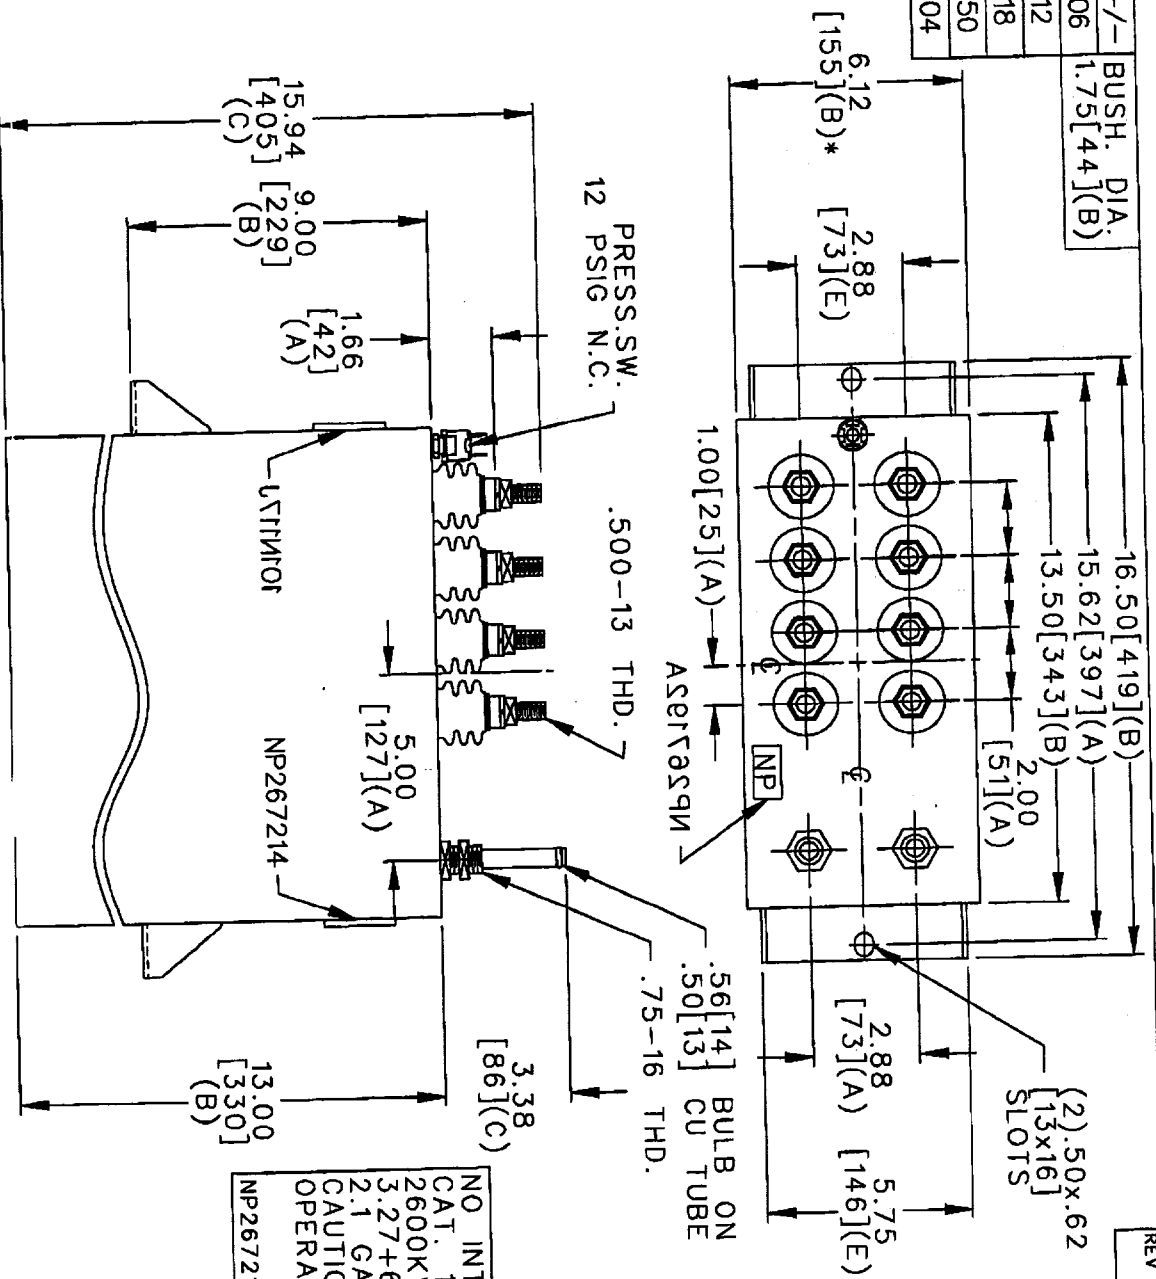 +/-
06
12
18
50
04
BUSH. DIA.
1.75[44](B)
6.12
[155](B)*
2.88
[73](E)
16.50[419](B)
15.62[397](A)
13.50[343](B)
2.00
[51](A)
1.00[25](A)
NP
(2).50x.62
[13x16]
SLOTS
2.88
[73](A)
5.75
[146](E)
15.94
[405]
(C)
9.00
[229]
(B)
1.66
[42]
(A)
PRESS.SW.
12 PSIG N.C.
.500-13 THD.
5.00
[127](A)
NP267214
.56[14] BULB ON
.50[13] CU TUBE
.75-16 THD.
3.38
[86](C)
13.00
[330]
(B)
NO INT
CAT. 1
2600K
3.27+6
2.1 GA
CAUTIO
OPERA
NP2672
REV